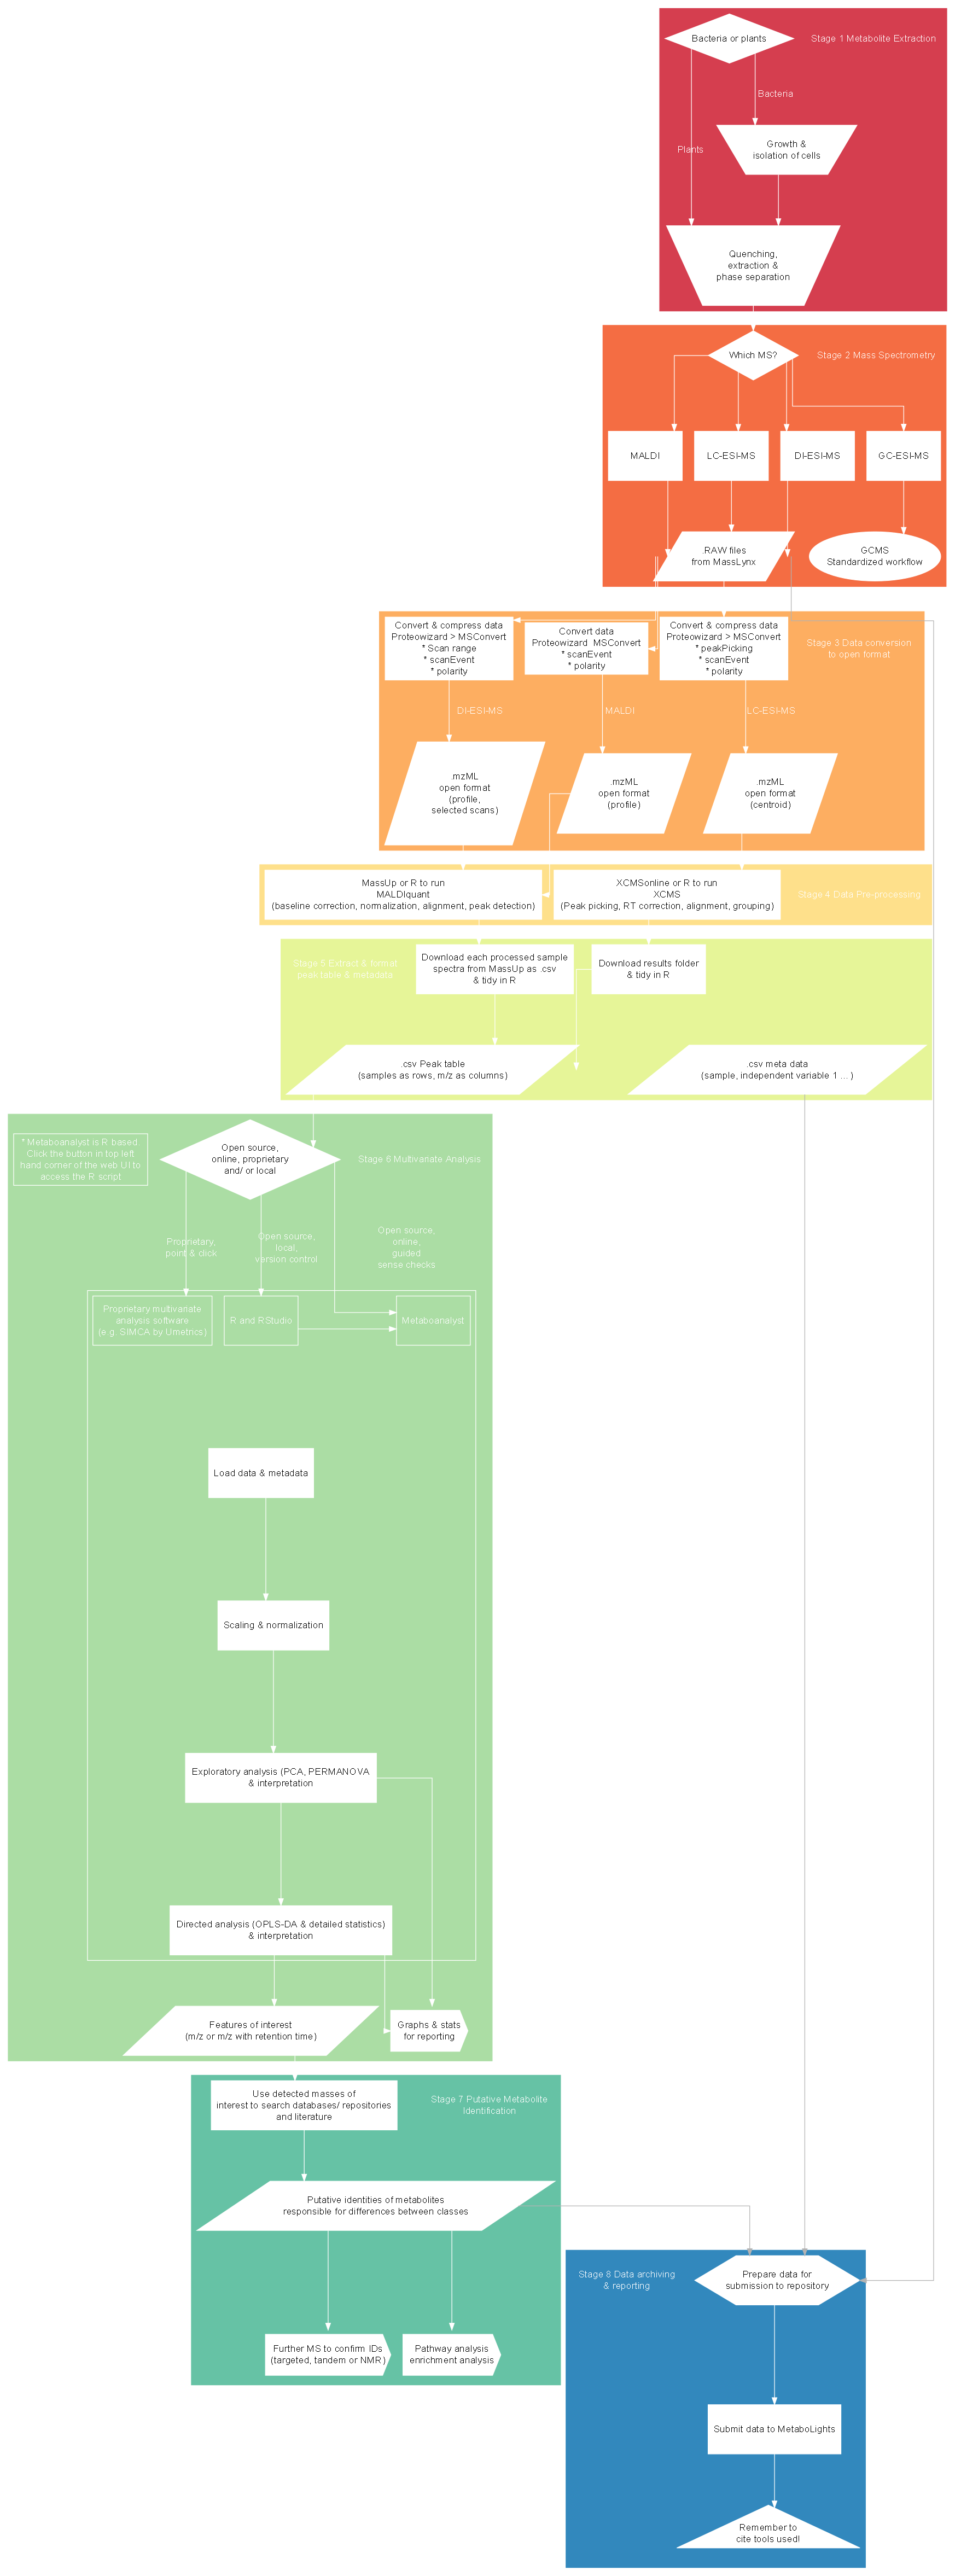 Bacteria or plants
Stage 1 Metabolite Extraction
Bacteria
Plants
Growth &
isolation of cells
Quenching,
extraction &
phase separation
Which MS?
Stage 2 Mass Spectrometry
MALDI
LC-ESI-MS
DI-ESI-MS
GC-ESI-MS
.RAW files
from MassLynx
GCMS
Standardized workflow
Convert & compress data
Proteowizard > MSConvert
* Scan range
* scanEvent
* polarity
Convert data
Proteowizard  MSConvert
* scanEvent
* polarity
Convert & compress data
Proteowizard > MSConvert
* peakPicking
* scanEvent
* polarity
Stage 3 Data conversion
to open format
DI-ESI-MS
MALDI
LC-ESI-MS
.mzML
open format
(profile,
selected scans)
.mzML
open format
(profile)
.mzML
open format
(centroid)
MassUp or R to run
MALDIquant
(baseline correction, normalization, alignment, peak detection)
XCMSonline or R to run
XCMS
(Peak picking, RT correction, alignment, grouping)
Stage 4 Data Pre-processing
Stage 5 Extract & format
peak table & metadata
Download each processed sample
spectra from MassUp as .csv
& tidy in R
Download results folder
& tidy in R
.csv Peak table
(samples as rows, m/z as columns)
.csv meta data
(sample, independent variable 1 ... )
* Metaboanalyst is R based.
Click the button in top left
hand corner of the web UI to
access the R script
Open source,
online, proprietary
and/ or local
Stage 6 Multivariate Analysis
Proprietary,
point & click
Open source,
local,
version control
Open source,
online,
guided
sense checks
Proprietary multivariate
analysis software
(e.g. SIMCA by Umetrics)
R and RStudio
Metaboanalyst
Load data & metadata
Scaling & normalization
Exploratory analysis (PCA, PERMANOVA
& interpretation
Directed analysis (OPLS-DA & detailed statistics)
& interpretation
Features of interest
(m/z or m/z with retention time)
Graphs & stats
for reporting
Use detected masses of
interest to search databases/ repositories
and literature
Stage 7 Putative Metabolite
Identification
Putative identities of metabolites
responsible for differences between classes
Further MS to confirm IDs
(targeted, tandem or NMR)
Pathway analysis
enrichment analysis
Stage 8 Data archiving
& reporting
Prepare data for
submission to repository
Submit data to MetaboLights
Remember to
cite tools used!